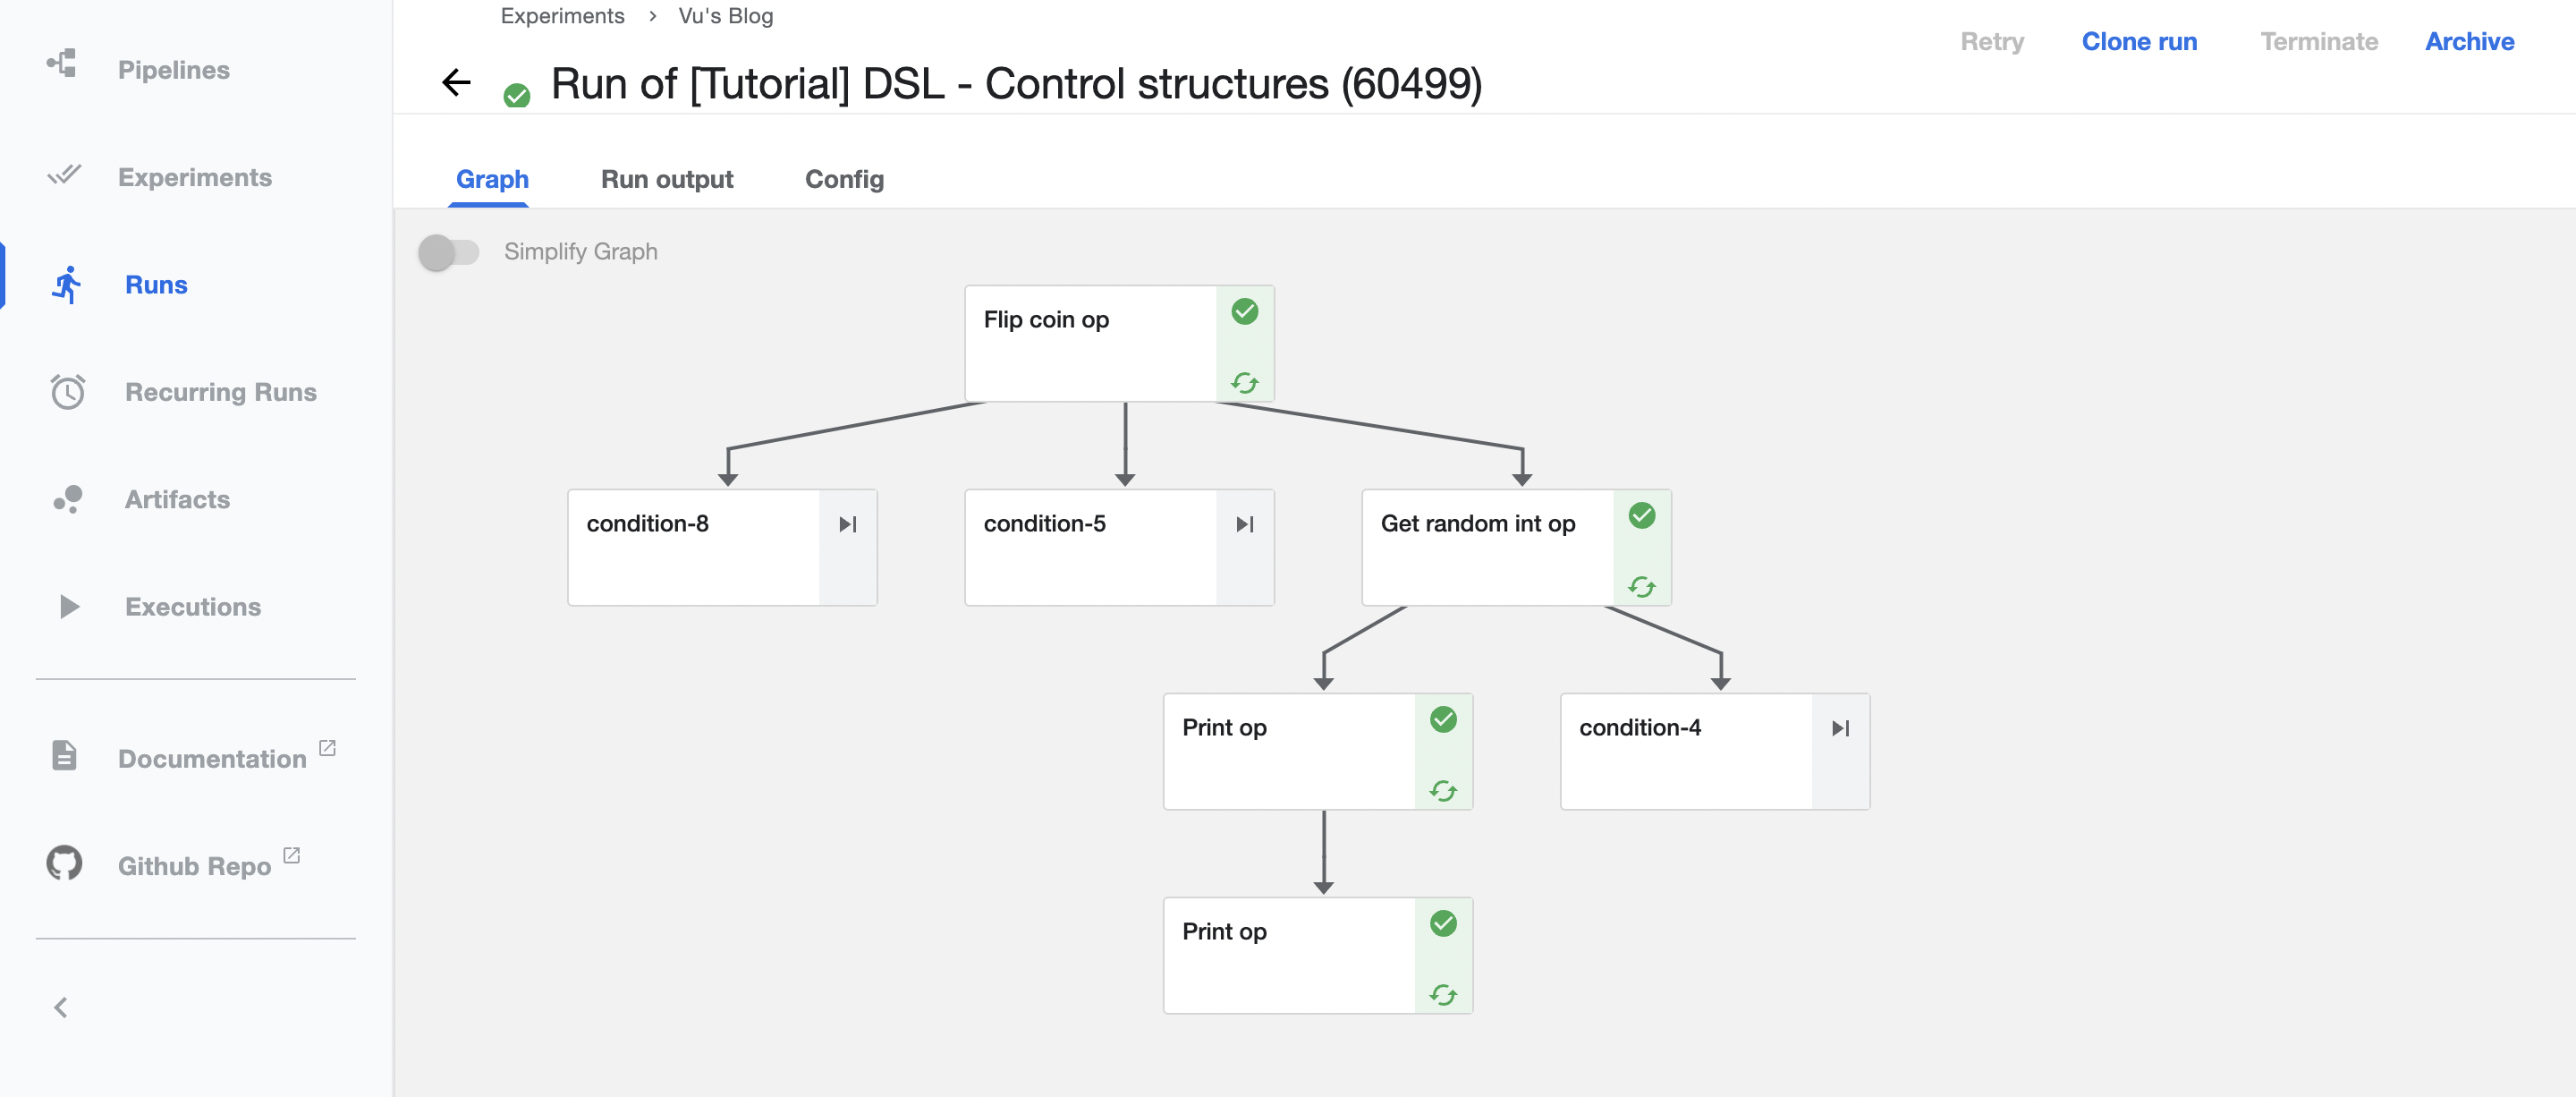 Pipelines
Experiments
Runs
Recurring Runs
Artifacts
Executions
Documentation
Github Repo
Experiments > Vu's Blog
Run of [Tutorial] DSL - Control structures (60499)
Retry Clone run Terminate Archive
Graph Run output Config
Simplify Graph
Flip coin op
condition-8
condition-5
Get random int op
Print op
condition-4
Print op